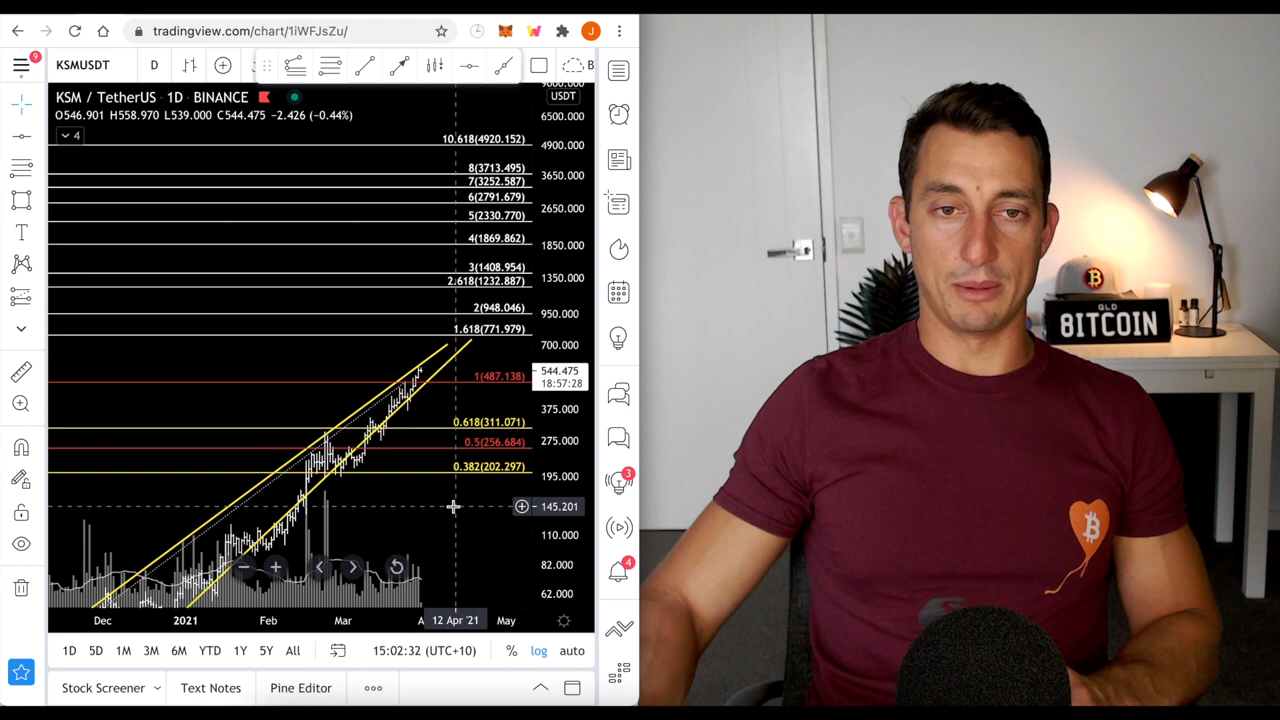 tradingview.com/chart/1iWFJsZu/
J
9
KSMUSDT
D
B
KSM / TetherUS · 1D · BINANCE
USDT
O546.901 H558.970 L539.000 C544.475 −2.426 (−0.44%)
4
9000.000
6500.000
4900.000
3650.000
2650.000
1850.000
1350.000
950.000
700.000
544.475
18:57:28
375.000
275.000
195.000
145.201
110.000
82.000
62.000
10.618(4920.152)
8(3713.495)
7(3252.587)
6(2791.679)
5(2330.770)
4(1869.862)
3(1408.954)
2.618(1232.887)
2(948.046)
1.618(771.979)
1(487.138)
0.618(311.071)
0.5(256.684)
0.382(202.297)
Dec 2021 Feb Mar A 12 Apr '21 May
1D 5D 1M 3M 6M YTD 1Y 5Y All
15:02:32 (UTC+10) % log auto
Stock Screener Text Notes Pine Editor
3
4
QLD
8ITCOIN